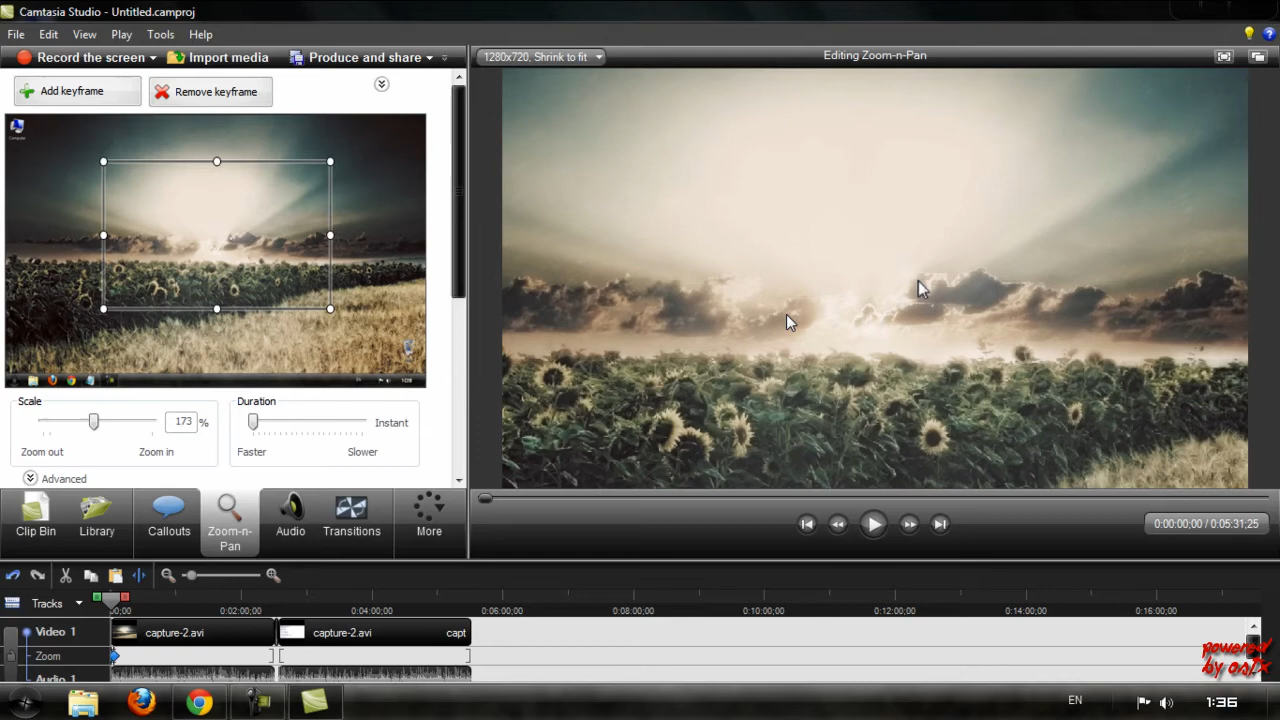 Camtasia Studio - Untitled.camproj
File Edit View Play Tools Help
Record the screen Import media Produce and share
1280x720, Shrink to fit
Editing Zoom-n-Pan
Add keyframe Remove keyframe
Computer
Scale
173 %
Zoom out Zoom in
Duration
Instant
Faster Slower
Advanced
Clip Bin Library Callouts Zoom-n-Pan Audio Transitions More
0:00:00;00 / 0:05:31;25
Tracks
00;00 0:02:00;00 0:04:00;00 0:06:00;00 0:08:00;00 0:10:00;00 0:12:00;00 0:14:00;00 0:16:00;00
Video 1 capture-2.avi capture-2.avi capt
Zoom
Audio 1
powered
EN 1:36